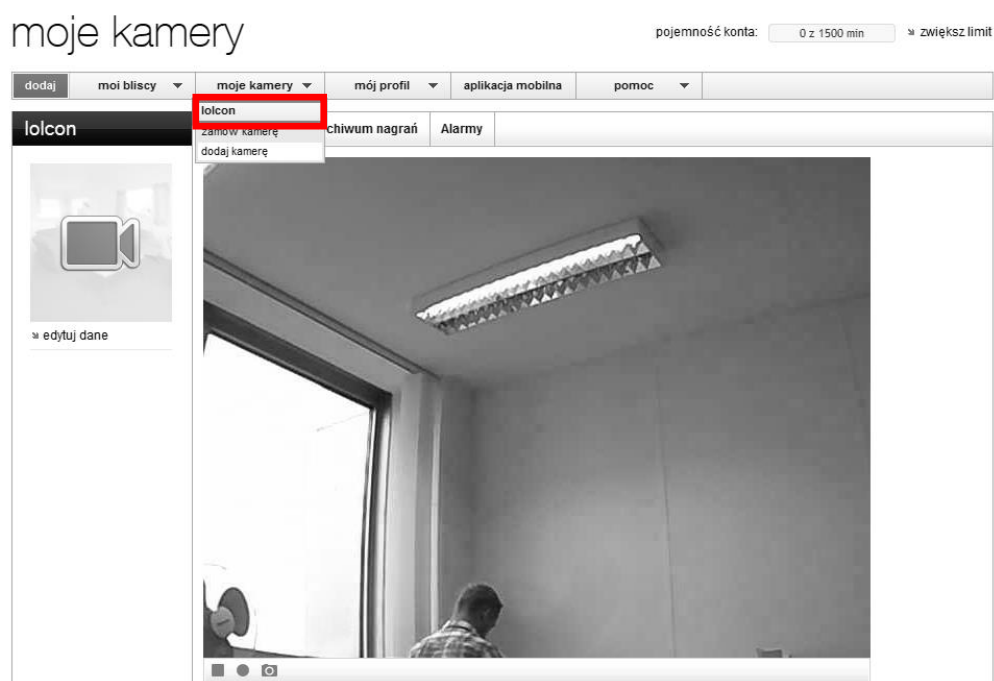 moje kamery
pojemność konta: 0 z 1500 min zwiększ limit
dodaj moi bliscy moje kamery mój profil aplikacja mobilna pomoc
lolcon
zamów kamerę
dodaj kamerę
lolcon
chiwum nagrań Alarmy
edytuj dane